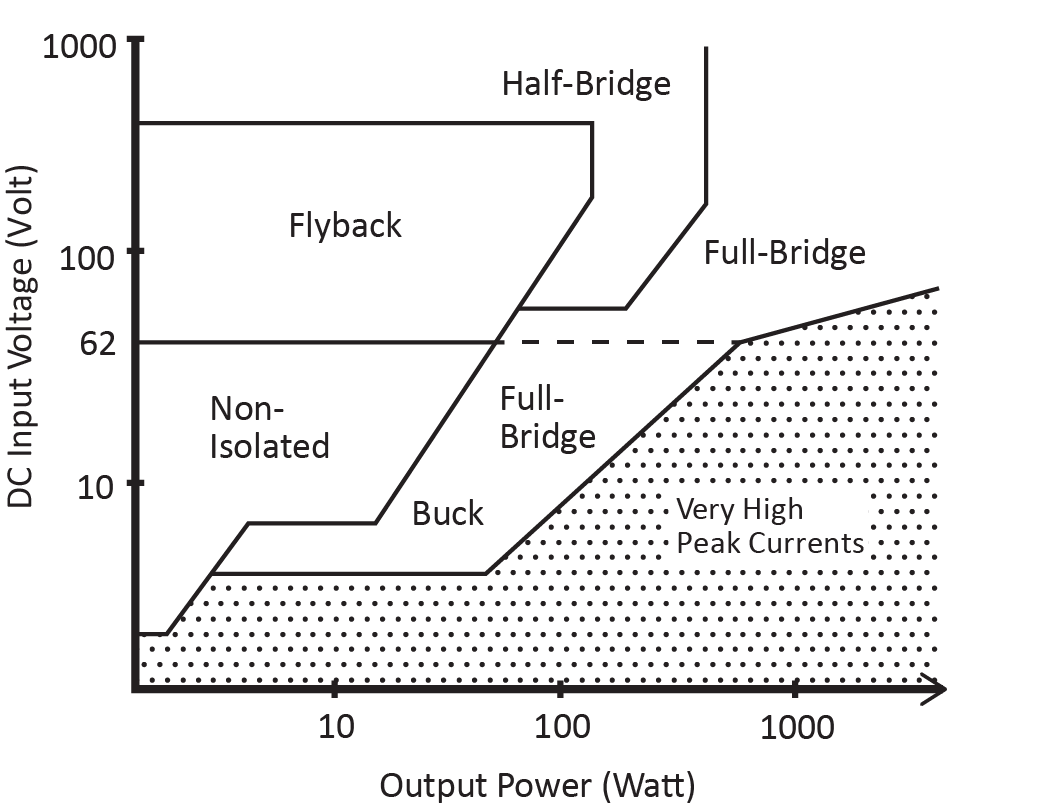 1000
Half-Bridge
Flyback
Full-Bridge
100
62
DC Input Voltage (Volt)
Non-
Isolated
Full-
Bridge
10
Buck
Very High
Peak Currents
10
100
1000
Output Power (Watt)